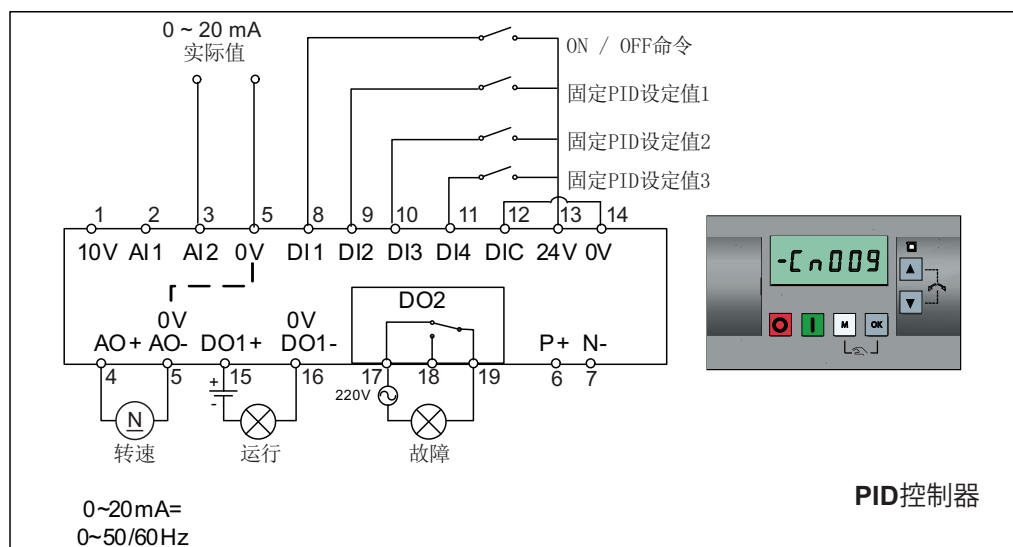 0 ~ 20 mA
实际值
ON / OFF命令
固定PID设定值1
固定PID设定值2
固定PID设定值3
1 2 3 5 8 9 10 11 12 13 14
10V AI1 AI2 0V DI1 DI2 DI3 DI4 DIC 24V 0V
-Cn009
M OK
DO2
0V 0V
AO+ AO- DO1+ DO1- P+ N-
4 5 15 16 17 18 19 6 7
+
-
220V
N
转速 运行 故障
PID控制器
0~20mA=
0~50/60Hz